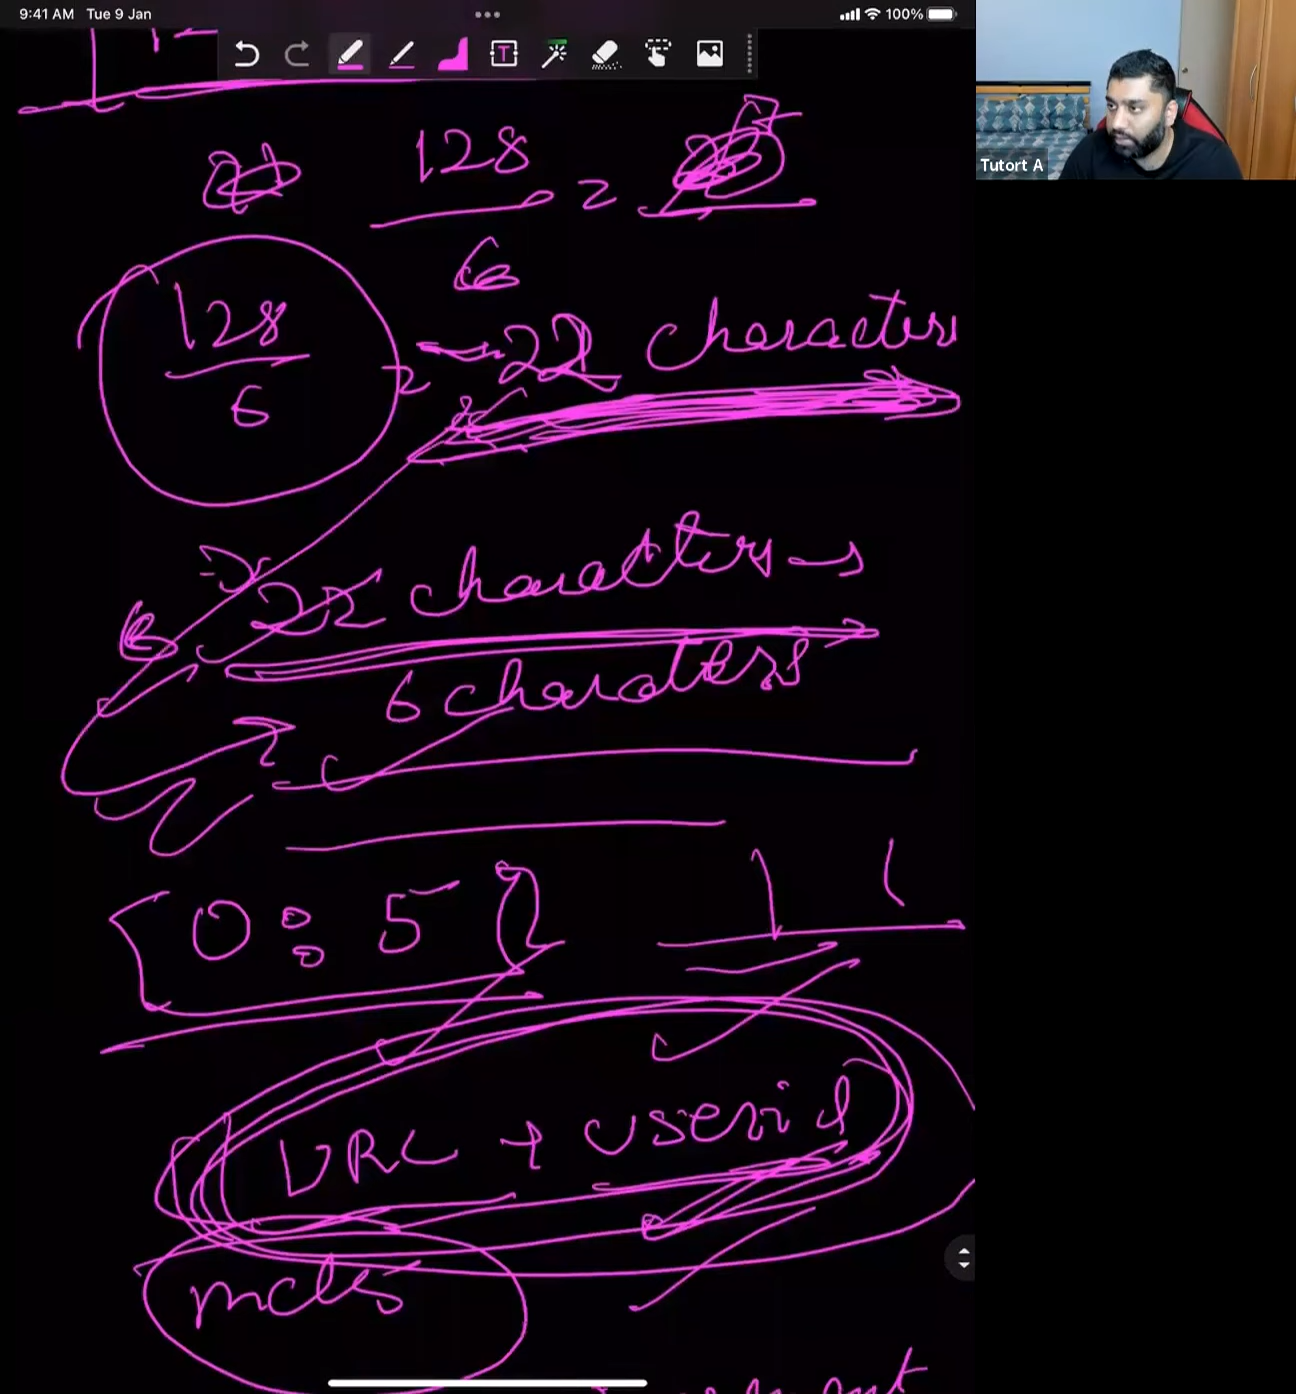 9:41 AM Tue 9 Jan
100%
T
Tutort A
128
6
128
6
22 characters
22 characters
6 characters
0:5
URL + userid
md5